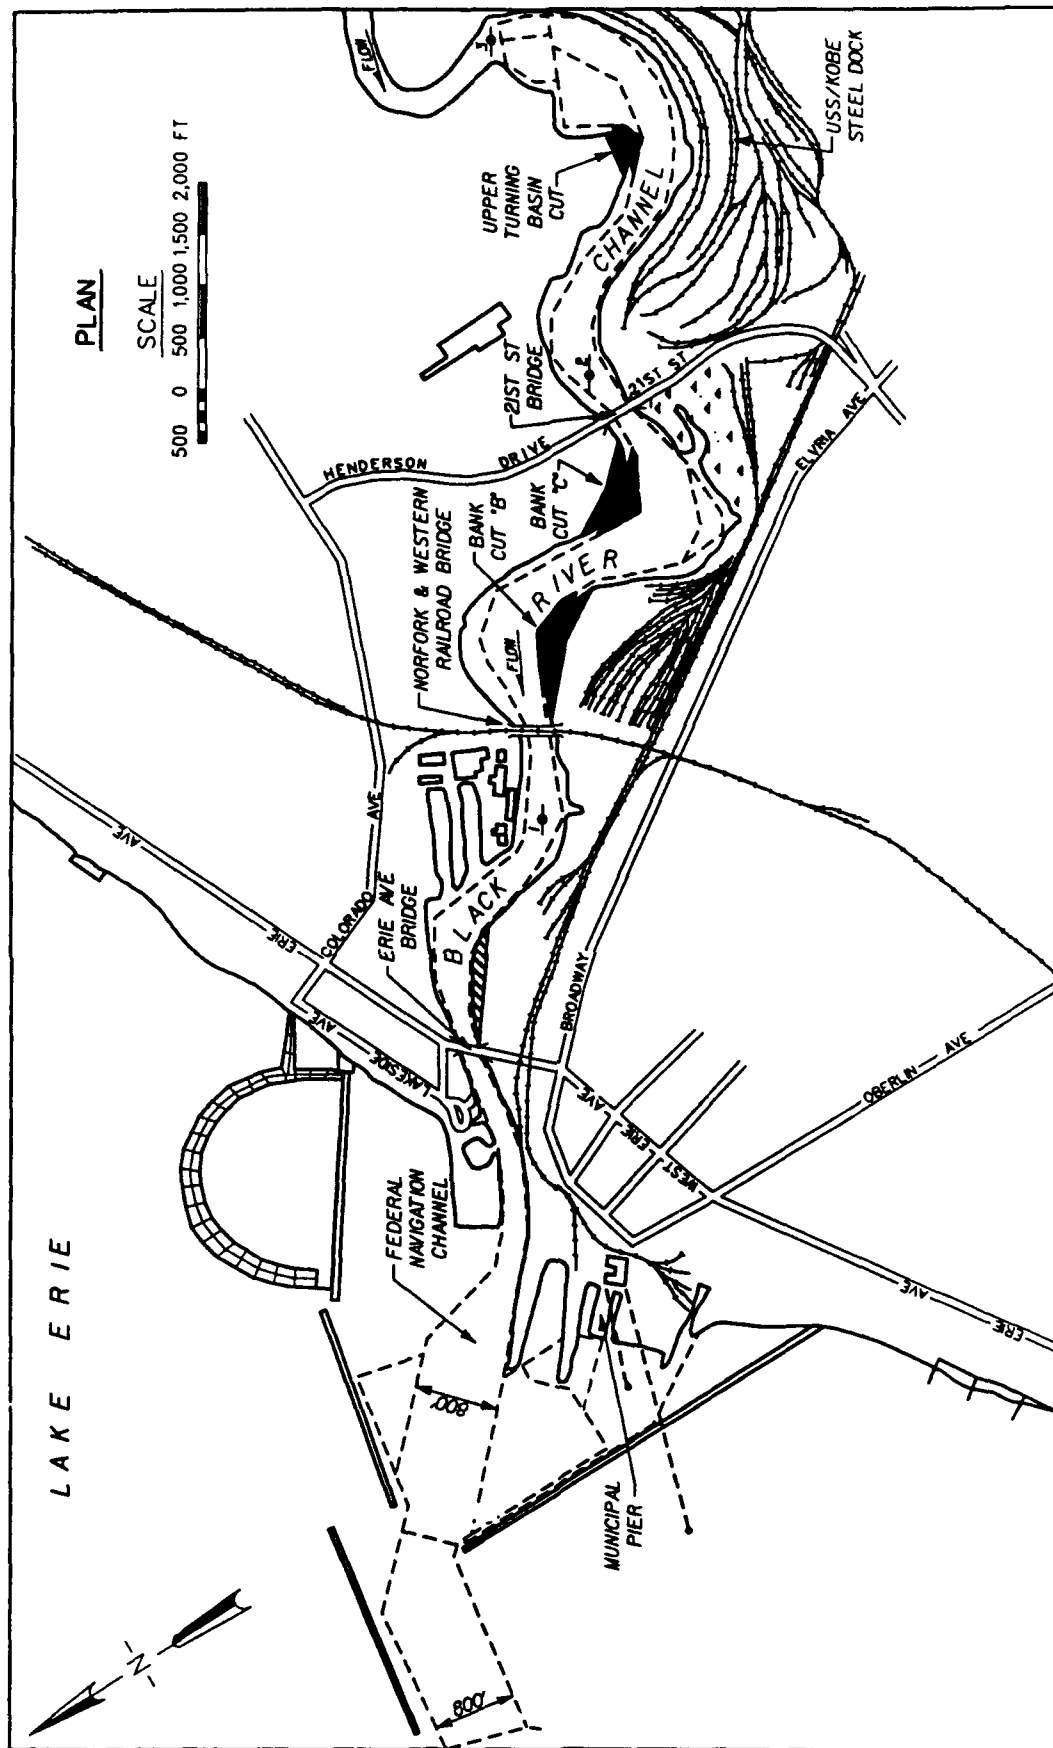 LAKE ERIE
PLAN
SCALE
500 0 500 1,000 1,500 2,000 FT
N
800'
800'
FEDERAL
NAVIGATION
CHANNEL
MUNICIPAL
PIER
LAKESIDE AVE
ERIE AVE
COLORADO AVE
ERIE AVE
BRIDGE
BLACK
RIVER
CHANNEL
NORFORK & WESTERN
RAILROAD BRIDGE
BANK
CUT "B"
BANK
CUT "C"
HENDERSON DRIVE
21ST ST
BRIDGE
21ST ST
UPPER
TURNING
BASIN
CUT
FLOW
FLOW
1
2
3
USS/KOBE
STEEL DOCK
BROADWAY
ELYRIA AVE
OBERLIN AVE
WEST ERIE AVE
ERIE AVE